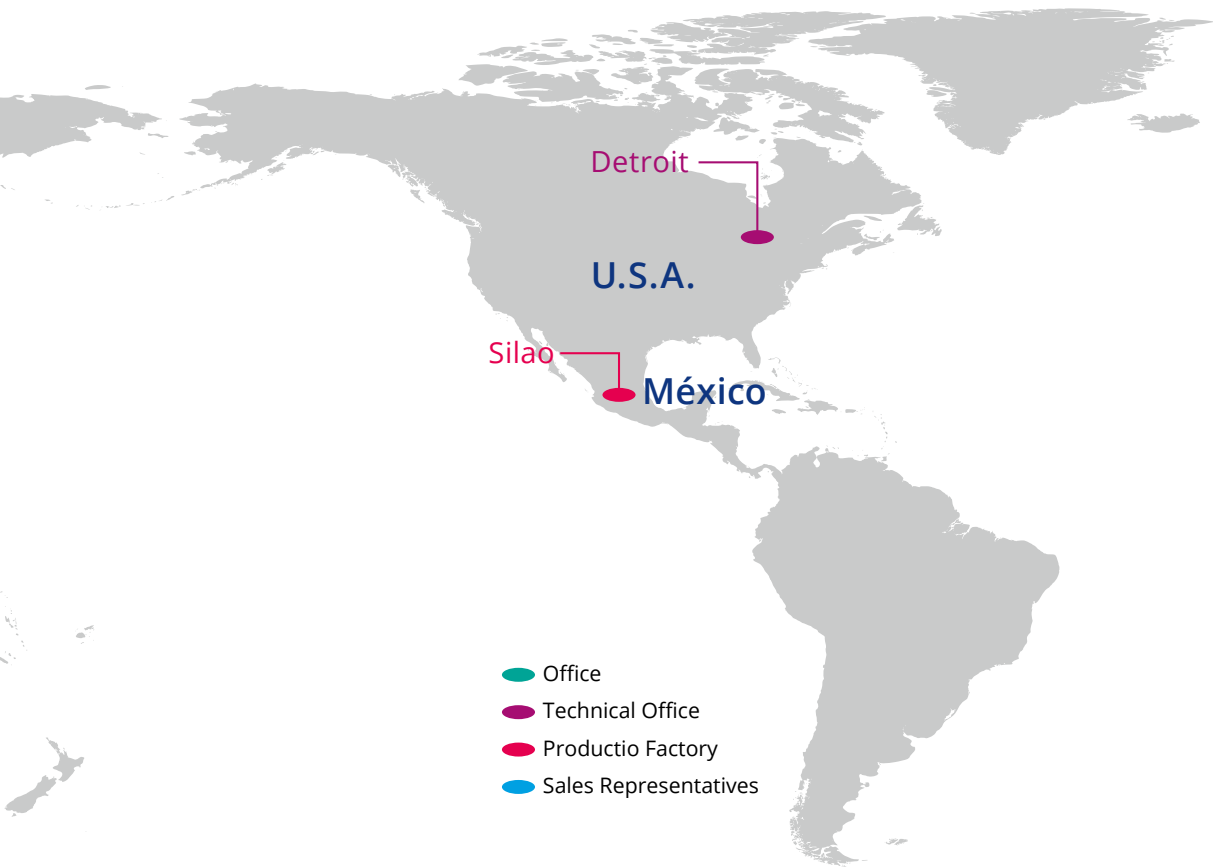 Detroit
U.S.A.
Silao
México
Office
Technical Office
Productio Factory
Sales Representatives